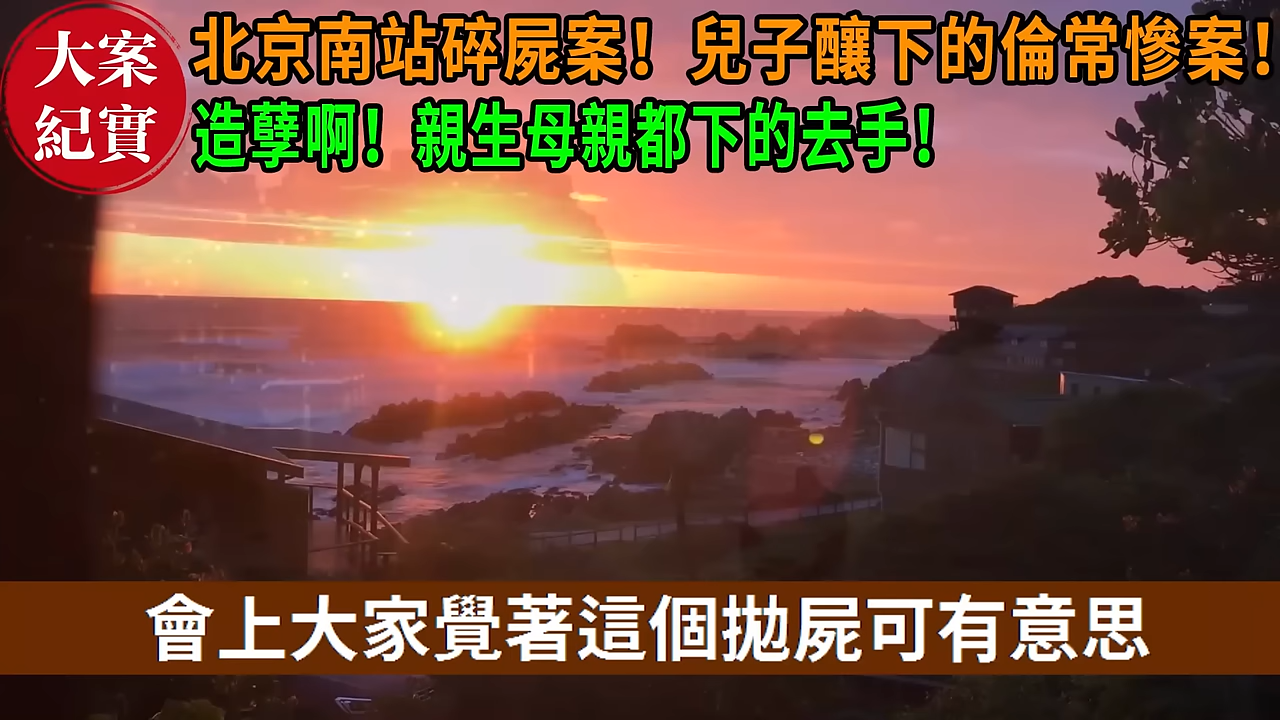 大案
紀實
北京南站碎屍案！兒子釀下的倫常慘案！
造孽啊！親生母親都下的去手！
會上大家覺著這個拋屍可有意思